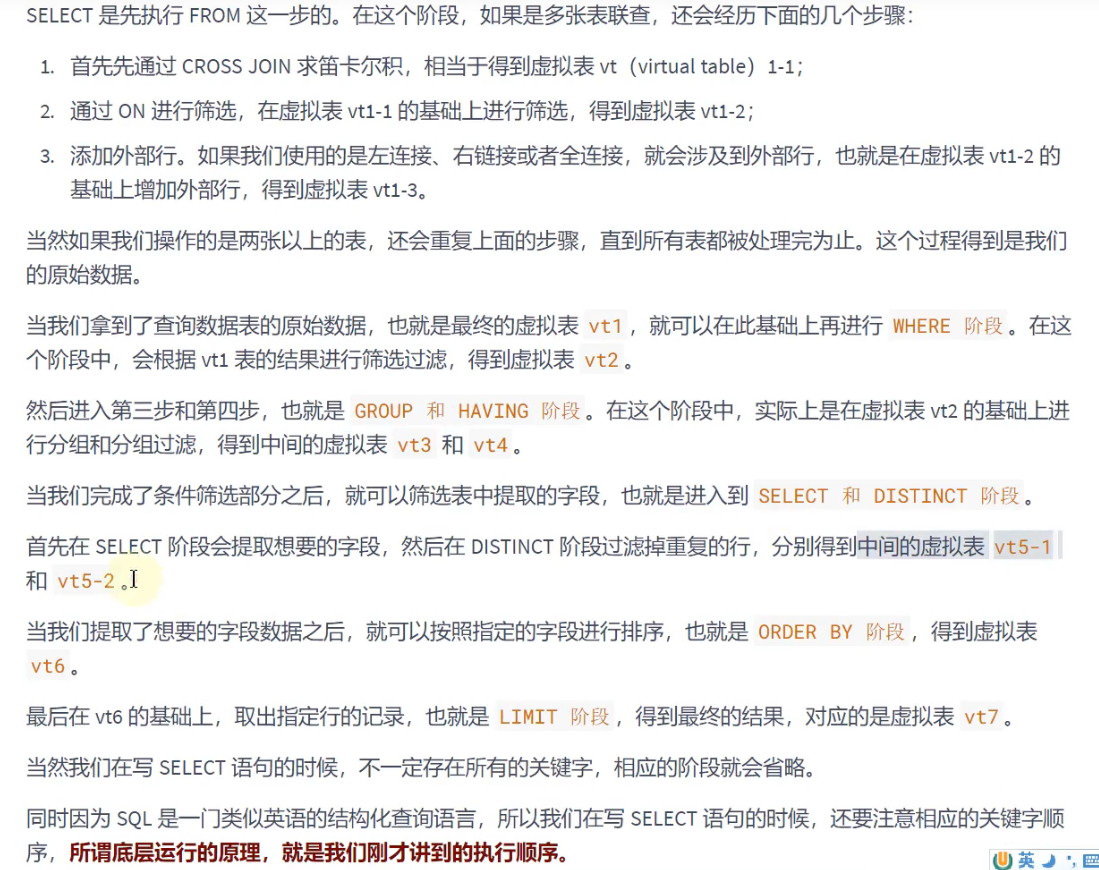 SELECT 是先执行 FROM 这一步的。在这个阶段，如果是多张表联查，还会经历下面的几个步骤：
1. 首先先通过 CROSS JOIN 求笛卡尔积，相当于得到虚拟表 vt（virtual table）1-1；
2. 通过 ON 进行筛选，在虚拟表 vt1-1 的基础上进行筛选，得到虚拟表 vt1-2；
3. 添加外部行。如果我们使用的是左连接、右链接或者全连接，就会涉及到外部行，也就是在虚拟表 vt1-2 的
基础上增加外部行，得到虚拟表 vt1-3。
当然如果我们操作的是两张以上的表，还会重复上面的步骤，直到所有表都被处理完为止。这个过程得到是我们
的原始数据。
当我们拿到了查询数据表的原始数据，也就是最终的虚拟表 vt1，就可以在此基础上再进行 WHERE 阶段。在这
个阶段中，会根据 vt1 表的结果进行筛选过滤，得到虚拟表 vt2。
然后进入第三步和第四步，也就是 GROUP 和 HAVING 阶段。在这个阶段中，实际上是在虚拟表 vt2 的基础上进
行分组和分组过滤，得到中间的虚拟表 vt3 和 vt4。
当我们完成了条件筛选部分之后，就可以筛选表中提取的字段，也就是进入到 SELECT 和 DISTINCT 阶段。
首先在 SELECT 阶段会提取想要的字段，然后在 DISTINCT 阶段过滤掉重复的行，分别得到中间的虚拟表 vt5-1
和 vt5-2。
当我们提取了想要的字段数据之后，就可以按照指定的字段进行排序，也就是 ORDER BY 阶段，得到虚拟表
vt6。
最后在 vt6 的基础上，取出指定行的记录，也就是 LIMIT 阶段，得到最终的结果，对应的是虚拟表 vt7。
当然我们在写 SELECT 语句的时候，不一定存在所有的关键字，相应的阶段就会省略。
同时因为 SQL 是一门类似英语的结构化查询语言，所以我们在写 SELECT 语句的时候，还要注意相应的关键字顺
序，所谓底层运行的原理，就是我们刚才讲到的执行顺序。
英